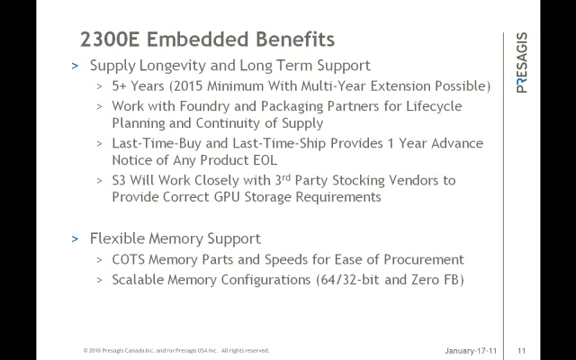 2300E Embedded Benefits
PRESAGIS
> Supply Longevity and Long Term Support
> 5+ Years (2015 Minimum With Multi-Year Extension Possible)
> Work with Foundry and Packaging Partners for Lifecycle
Planning and Continuity of Supply
> Last-Time-Buy and Last-Time-Ship Provides 1 Year Advance
Notice of Any Product EOL
> S3 Will Work Closely with 3rd Party Stocking Vendors to
Provide Correct GPU Storage Requirements
> Flexible Memory Support
> COTS Memory Parts and Speeds for Ease of Procurement
> Scalable Memory Configurations (64/32-bit and Zero FB)
© 2010 Presagis Canada Inc. and/or Presagis USA Inc. All rights reserved.
January-17-11
11